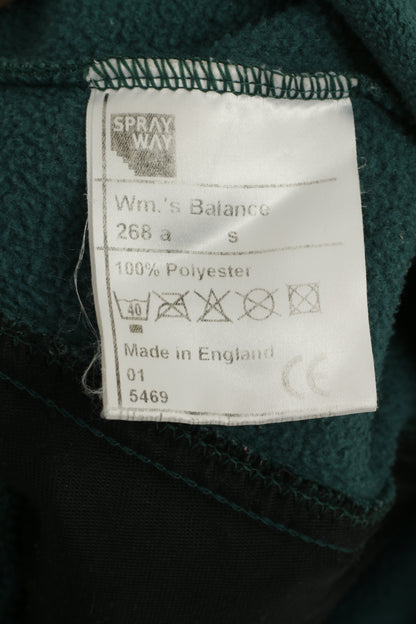 SPRAY
WAY
Wm.'s Balance
268 a s
100% Polyester
40
Made in England
01
5469
CE